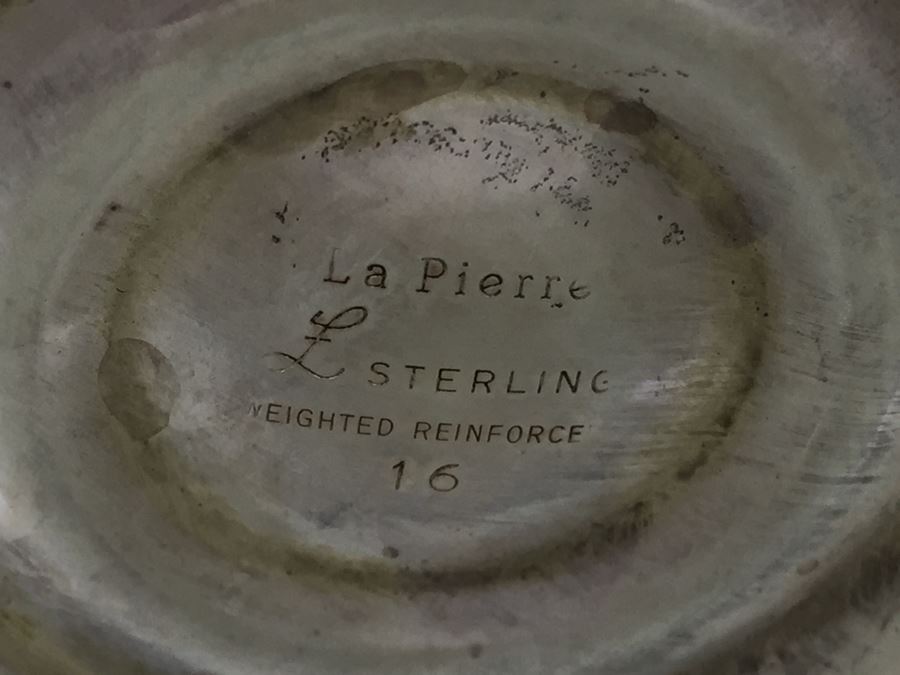 La Pierre
L STERLING
WEIGHTED REINFORCE
16